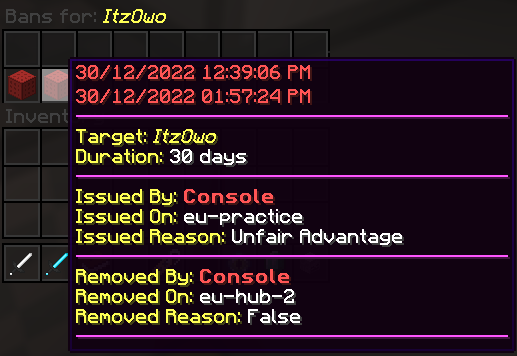 Bans for: ItzOwo
30/12/2022 12:39:06 PM
30/12/2022 01:57:24 PM
Invent
Target: ItzOwo
Duration: 30 days
Issued By: Console
Issued On: eu-practice
Issued Reason: Unfair Advantage
Removed By: Console
Removed On: eu-hub-2
Removed Reason: False